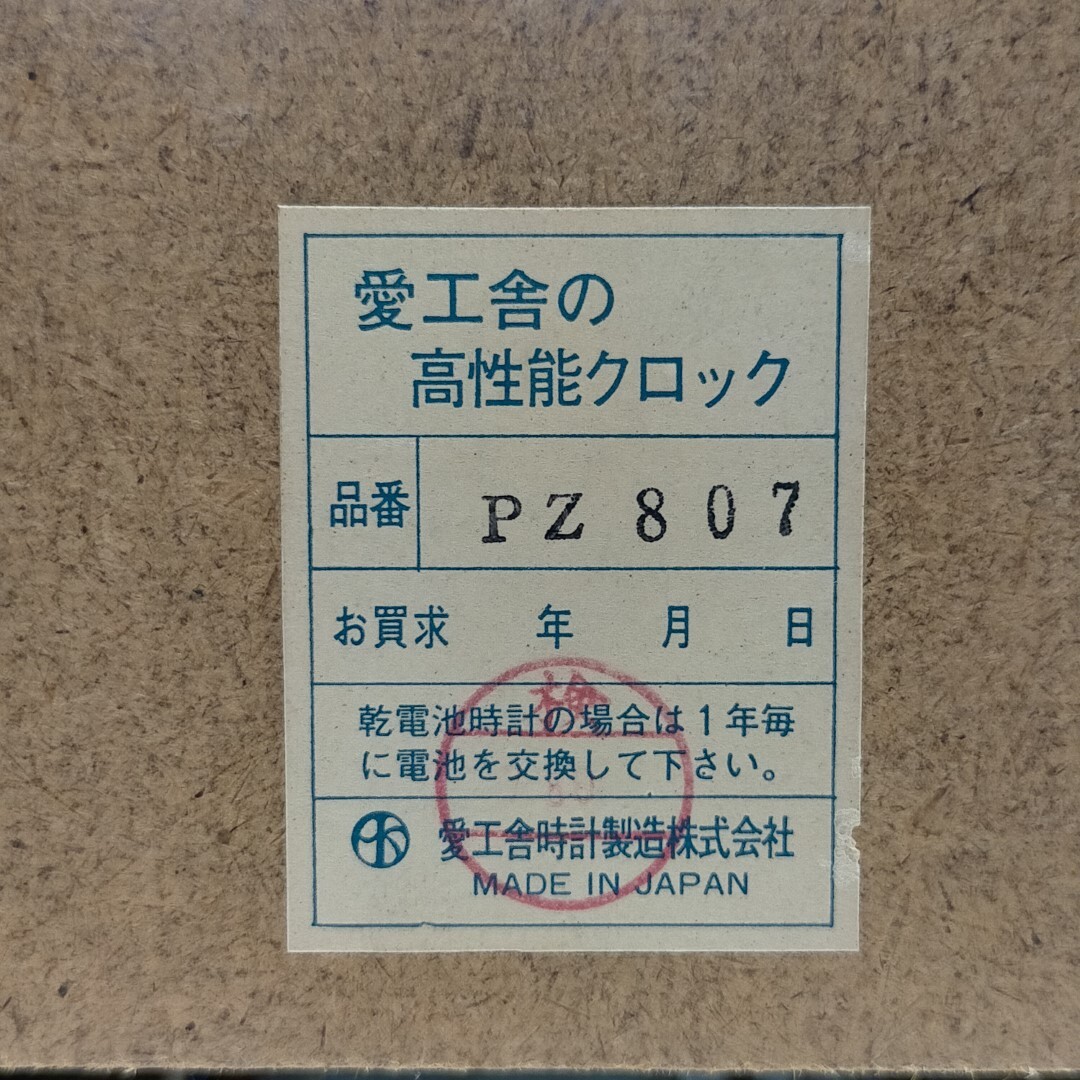 愛工舎の
高性能クロック
品番 PZ 807
お買求 年 月 日
乾電池時計の場合は1年毎
に電池を交換して下さい。
愛工舎時計製造株式会社
MADE IN JAPAN
検